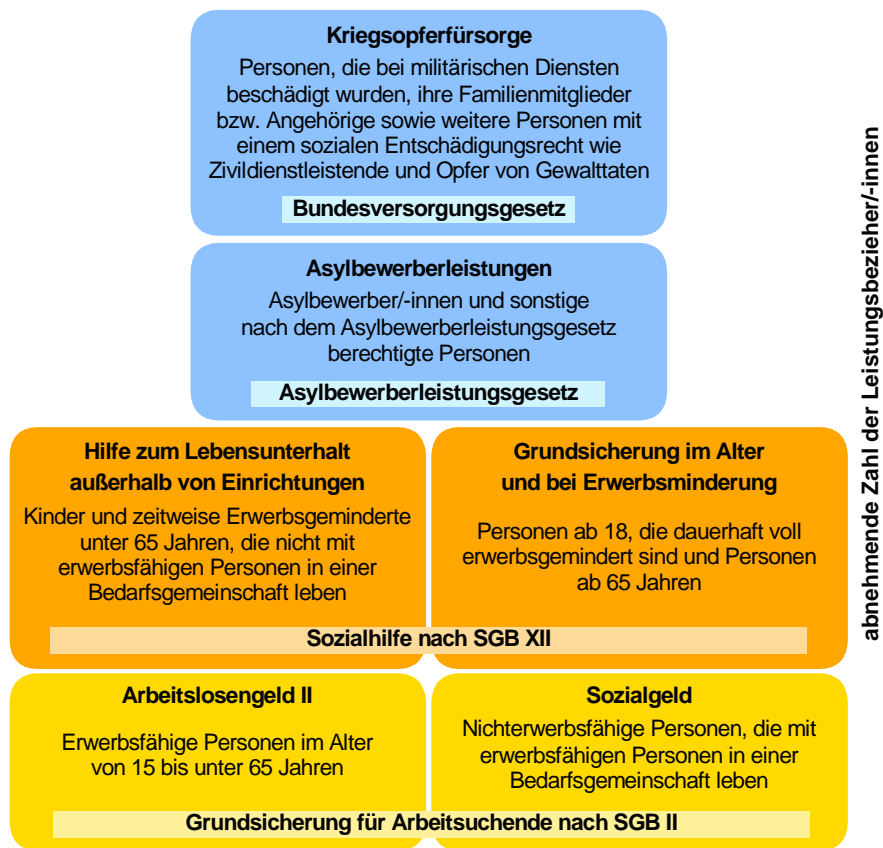 Kriegsopferfürsorge
Personen, die bei militärischen Diensten
beschädigt wurden, ihre Familienmitglieder
bzw. Angehörige sowie weitere Personen mit
einem sozialen Entschädigungsrecht wie
Zivildienstleistende und Opfer von Gewalttaten
Bundesversorgungsgesetz
Asylbewerberleistungen
Asylbewerber/-innen und sonstige
nach dem Asylbewerberleistungsgesetz
berechtigte Personen
Asylbewerberleistungsgesetz
Hilfe zum Lebensunterhalt
außerhalb von Einrichtungen
Kinder und zeitweise Erwerbsgeminderte
unter 65 Jahren, die nicht mit
erwerbsfähigen Personen in einer
Bedarfsgemeinschaft leben
Grundsicherung im Alter
und bei Erwerbsminderung
Personen ab 18, die dauerhaft voll
erwerbsgemindert sind und Personen
ab 65 Jahren
Sozialhilfe nach SGB XII
Arbeitslosengeld II
Erwerbsfähige Personen im Alter
von 15 bis unter 65 Jahren
Sozialgeld
Nichterwerbsfähige Personen, die mit
erwerbsfähigen Personen in einer
Bedarfsgemeinschaft leben
Grundsicherung für Arbeitsuchende nach SGB II
abnehmende Zahl der Leistungsbezieher/-innen